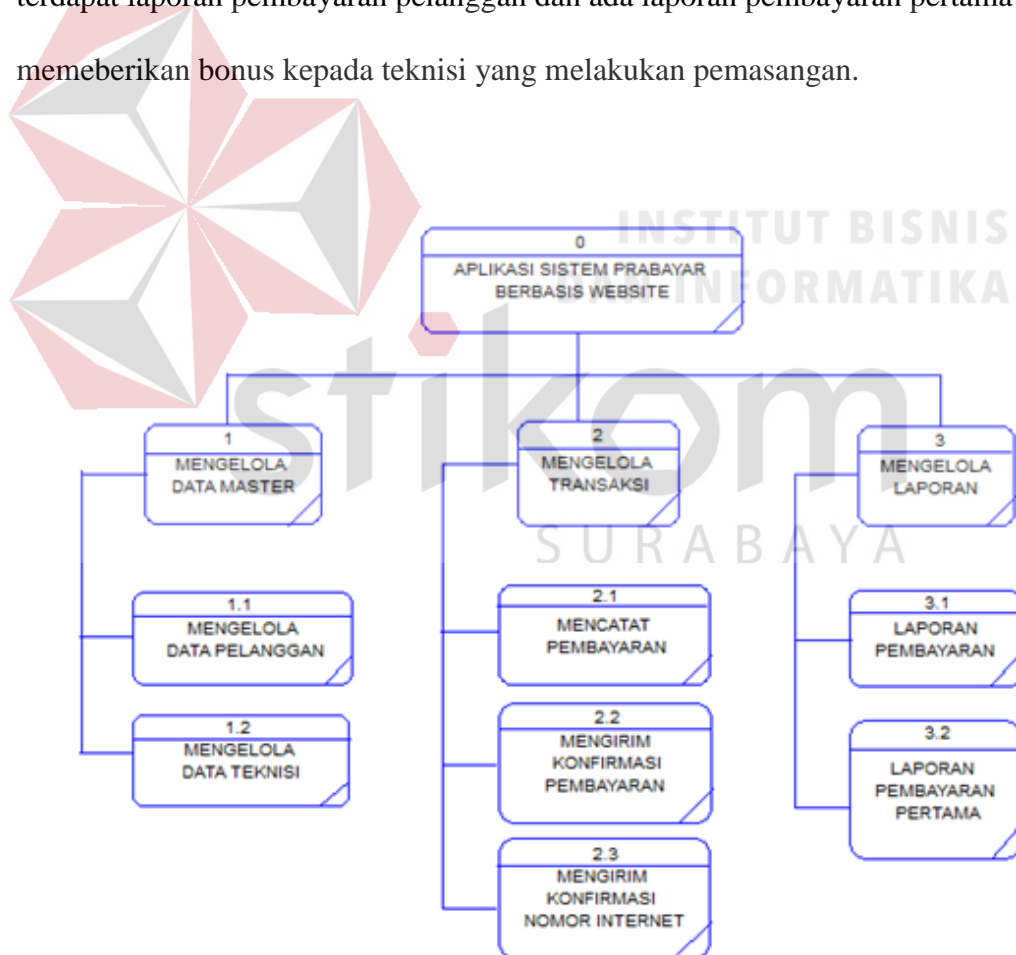 terdapat laporan pembayaran pelanggan dan ada laporan pembayaran pertama
memeberikan bonus kepada teknisi yang melakukan pemasangan.
INSTITUT BISNIS
INFORMATIKA
stikom
SURABAYA
0
APLIKASI SISTEM PRABAYAR
BERBASIS WEBSITE
1
MENGELOLA
DATA MASTER
1.1
MENGELOLA
DATA PELANGGAN
1.2
MENGELOLA
DATA TEKNISI
2
MENGELOLA
TRANSAKSI
2.1
MENCATAT
PEMBAYARAN
2.2
MENGIRIM
KONFIRMASI
PEMBAYARAN
2.3
MENGIRIM
KONFIRMASI
NOMOR INTERNET
3
MENGELOLA
LAPORAN
3.1
LAPORAN
PEMBAYARAN
3.2
LAPORAN
PEMBAYARAN
PERTAMA